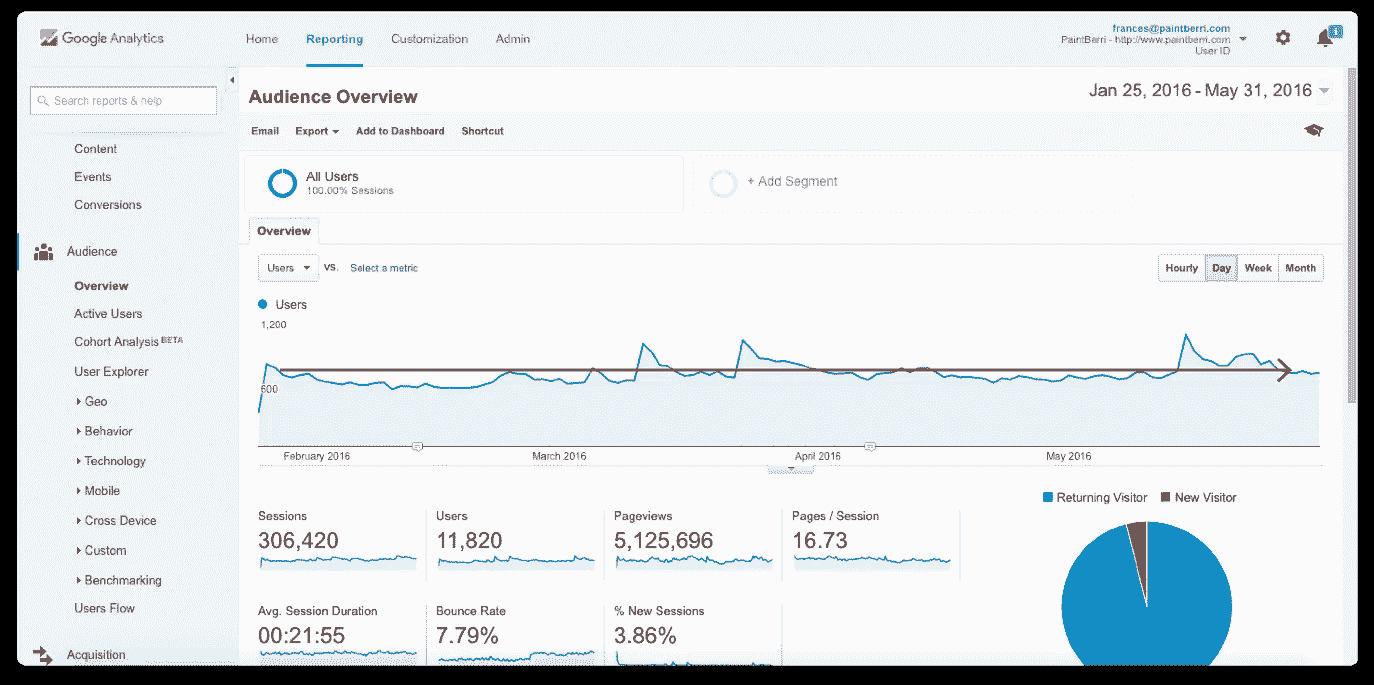 Google Analytics
Home Reporting Customization Admin
frances@paintberri.com
PaintBerri - http://www.paintberri.com
User ID
1
Search reports & help
Audience Overview
Jan 25, 2016 - May 31, 2016
Email Export Add to Dashboard Shortcut
Content
Events
Conversions
Audience
Overview
Active Users
Cohort Analysis BETA
User Explorer
Geo
Behavior
Technology
Mobile
Cross Device
Custom
Benchmarking
Users Flow
Acquisition
All Users
100.00% Sessions
+ Add Segment
Overview
Users VS. Select a metric
Hourly Day Week Month
Users
1,200
600
February 2016 March 2016 April 2016 May 2016
Sessions
306,420
Users
11,820
Pageviews
5,125,696
Pages / Session
16.73
Avg. Session Duration
00:21:55
Bounce Rate
7.79%
% New Sessions
3.86%
Returning Visitor New Visitor